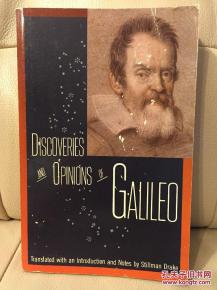 DISCOVERIES
AND OPINIONS OF
GALILEO
Translated with an Introduction and Notes by Stillman Drake